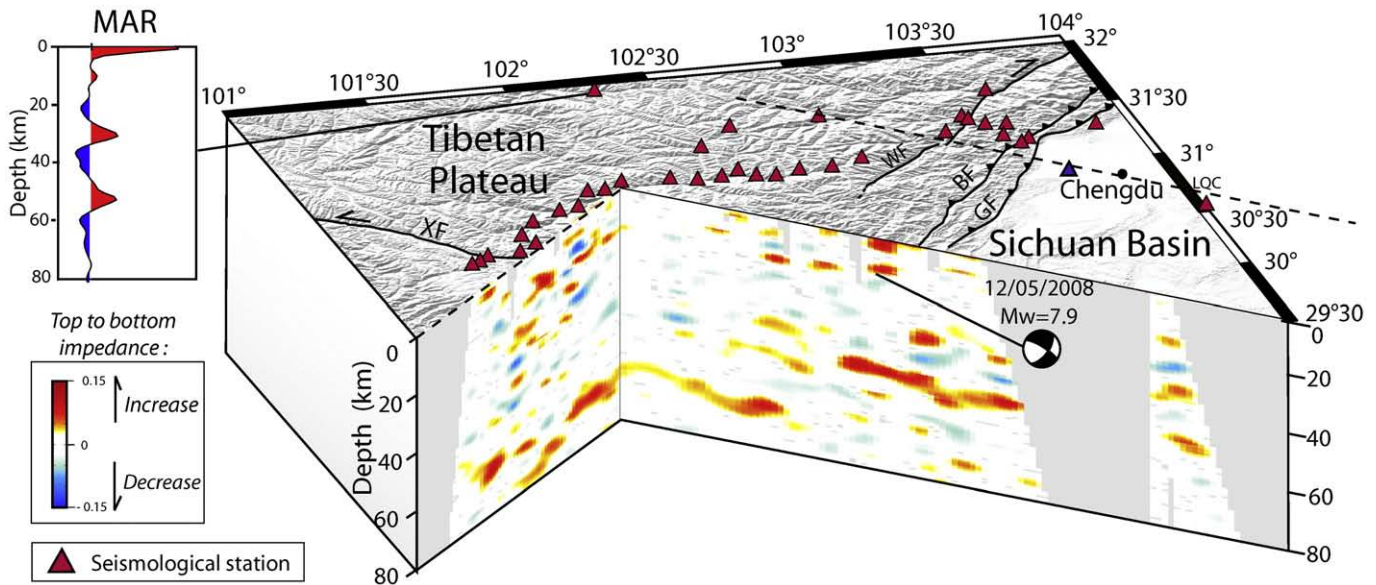 MAR
0
20
40
60
80
Depth (km)
Top to bottom
impedance :
0.15
Increase
0
Decrease
- 0.15
Seismological station
101°
101°30
102°
102°30
103°
103°30
104°
32°
31°30
31°
30°30
30°
29°30
Tibetan
Plateau
XF
WF
BF
GF
Chengdu
LQC
Sichuan Basin
12/05/2008
Mw=7.9
0
20
40
60
80
Depth (km)
0
20
40
60
80